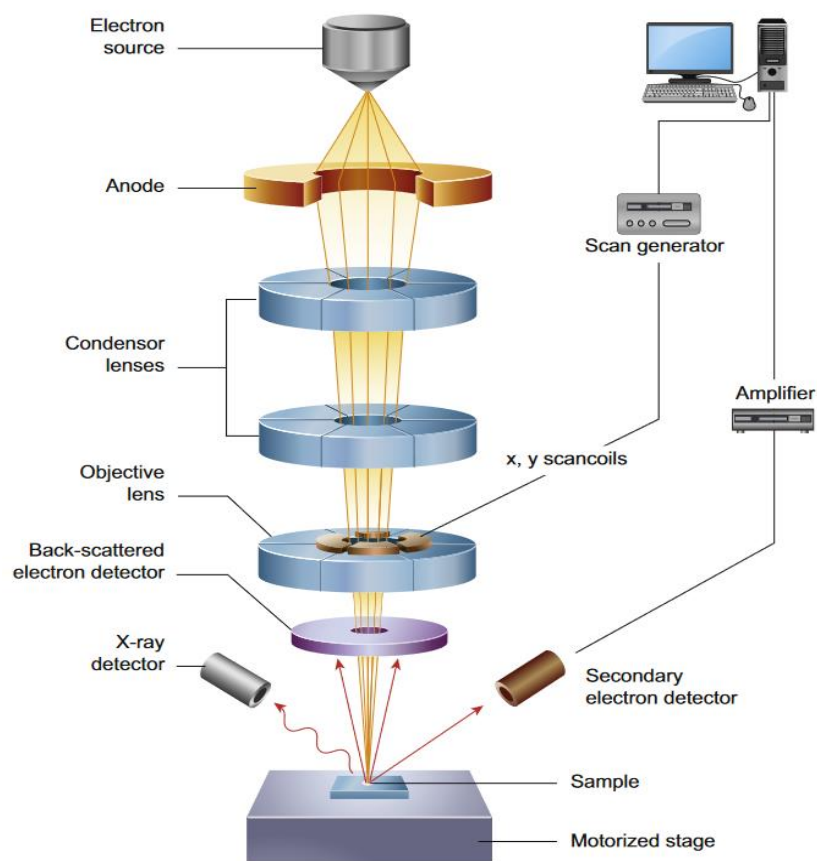 Electron
source
Anode
Scan generator
Condensor
lenses
Amplifier
x, y scancoils
Objective
lens
Back-scattered
electron detector
X-ray
detector
Secondary
electron detector
Sample
Motorized stage